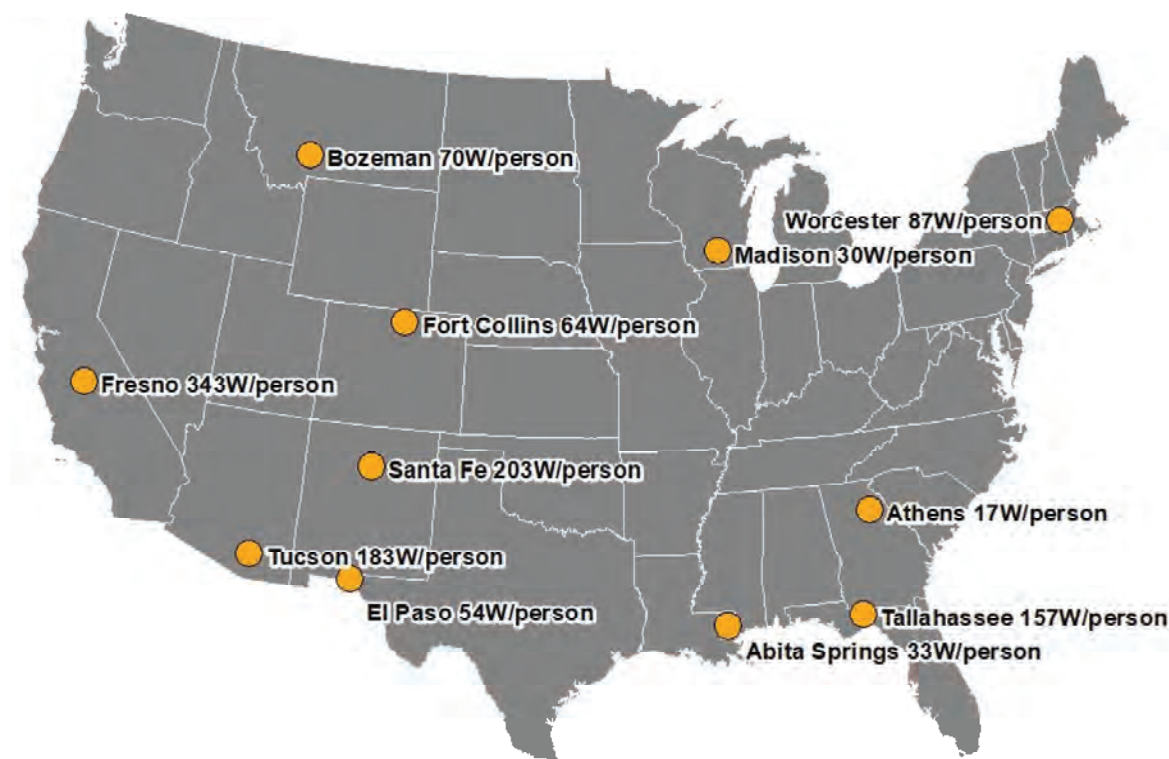 Bozeman 70W/person
Worcester 87W/person
Madison 30W/person
Fort Collins 64W/person
Fresno 343W/person
Santa Fe 203W/person
Athens 17W/person
Tucson 183W/person
El Paso 54W/person
Tallahassee 157W/person
Abita Springs 33W/person